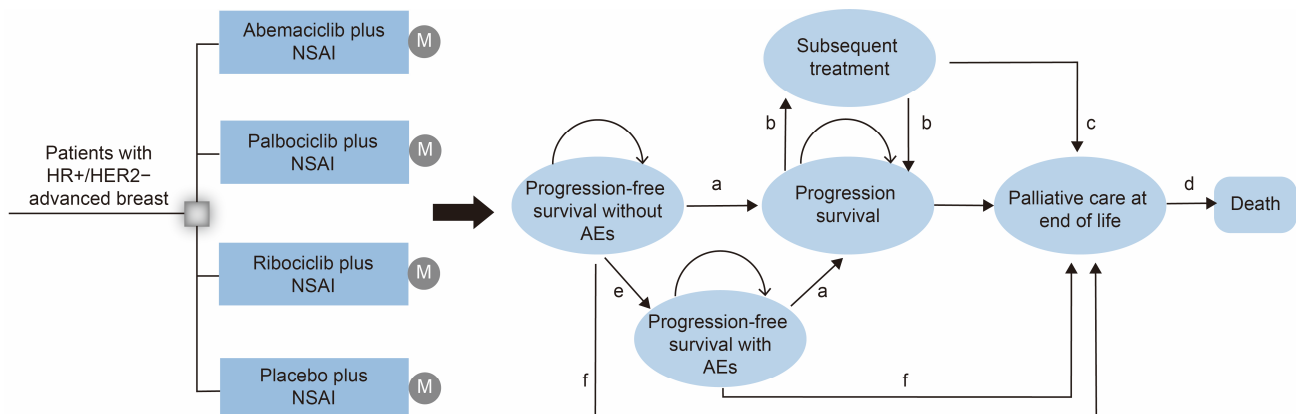 Patients with
HR+/HER2−
advanced breast
Abemaciclib plus
NSAI
M
Palbociclib plus
NSAI
M
Ribociclib plus
NSAI
M
Placebo plus
NSAI
M
Progression-free
survival without
AEs
a
e
f
Progression-free
survival with
AEs
a
f
Subsequent
treatment
b
b
c
Progression
survival
Palliative care at
end of life
d
Death